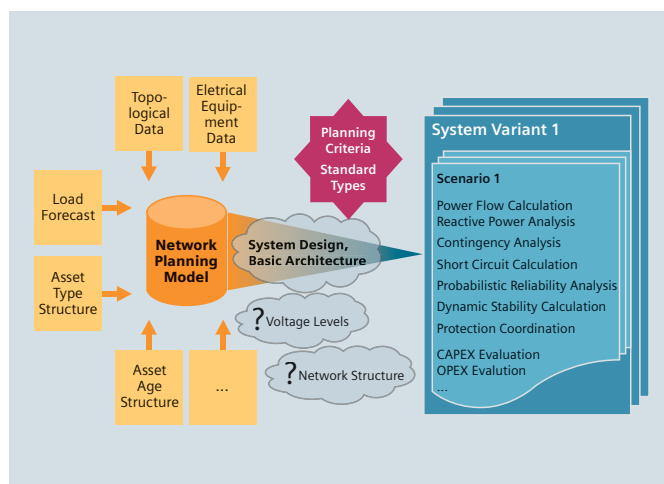 Topo-
logical
Data
Eletrical
Equip-
ment
Data
Load
Forecast
Asset
Type
Structure
Asset
Age
Structure
...
Network
Planning
Model
Planning
Criteria
Standard
Types
System Design,
Basic Architecture
? Voltage Levels
? Network Structure
System Variant 1
Scenario 1
Power Flow Calculation
Reactive Power Analysis
Contingency Analysis
Short Circuit Calculation
Probabilistic Reliability Analysis
Dynamic Stability Calculation
Protection Coordination
CAPEX Evaluation
OPEX Evalution
...